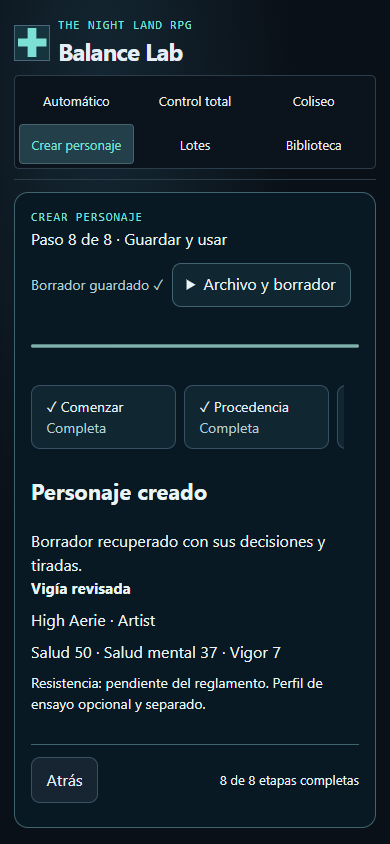 THE NIGHT LAND RPG
Balance Lab
Automático
Control total
Coliseo
Crear personaje
Lotes
Biblioteca
CREAR PERSONAJE
Paso 8 de 8 · Guardar y usar
Borrador guardado ✓
▶ Archivo y borrador
✓ Comenzar
Completa
✓ Procedencia
Completa
Personaje creado
Borrador recuperado con sus decisiones y
tiradas.
Vigía revisada
High Aerie · Artist
Salud 50 · Salud mental 37 · Vigor 7
Resistencia: pendiente del reglamento. Perfil de
ensayo opcional y separado.
Atrás
8 de 8 etapas completas